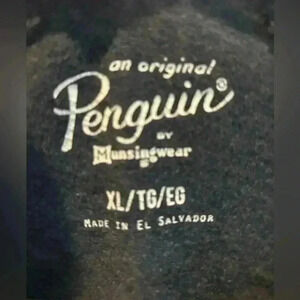 an original
Penguin®
BY
Munsingwear
XL/TG/EG
MADE IN EL SALVADOR